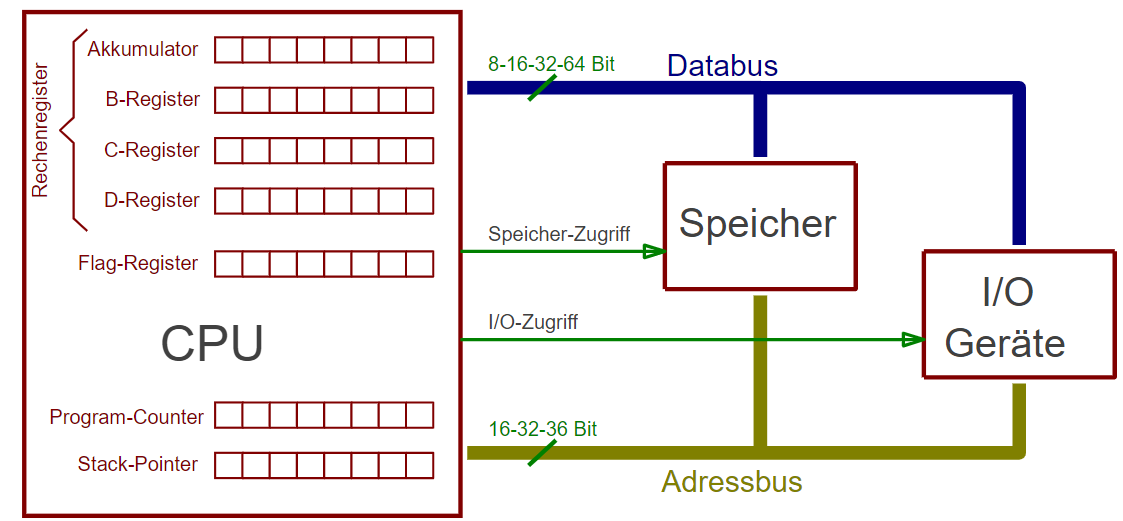 Rechenregister
Akkumulator
B-Register
C-Register
D-Register
Flag-Register
CPU
Program-Counter
Stack-Pointer
8-16-32-64 Bit
Databus
Speicher-Zugriff
Speicher
I/O-Zugriff
I/O
Geräte
16-32-36 Bit
Adressbus